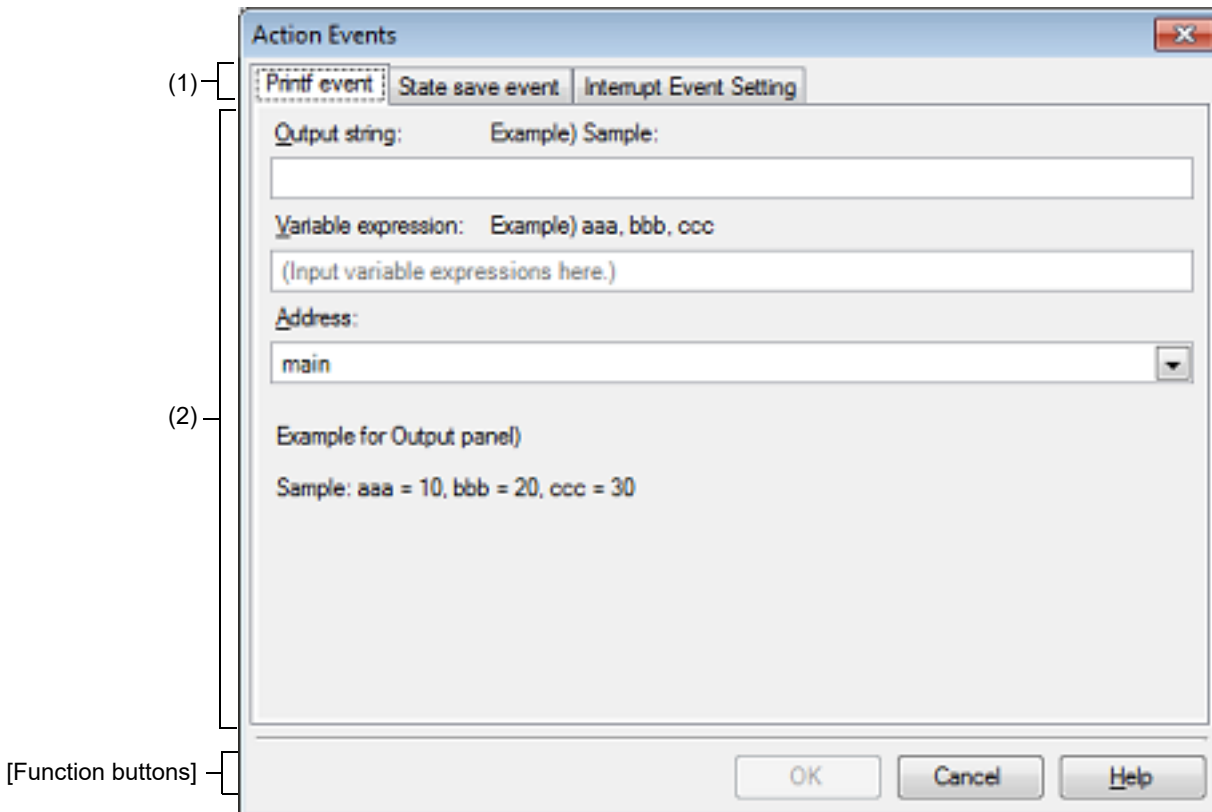 Action Events
(1)
Printf event State save event Interrupt Event Setting
Output string: Example) Sample:
Variable expression: Example) aaa, bbb, ccc
(Input variable expressions here.)
Address:
main
(2)
Example for Output panel)
Sample: aaa = 10, bbb = 20, ccc = 30
[Function buttons]
OK Cancel Help